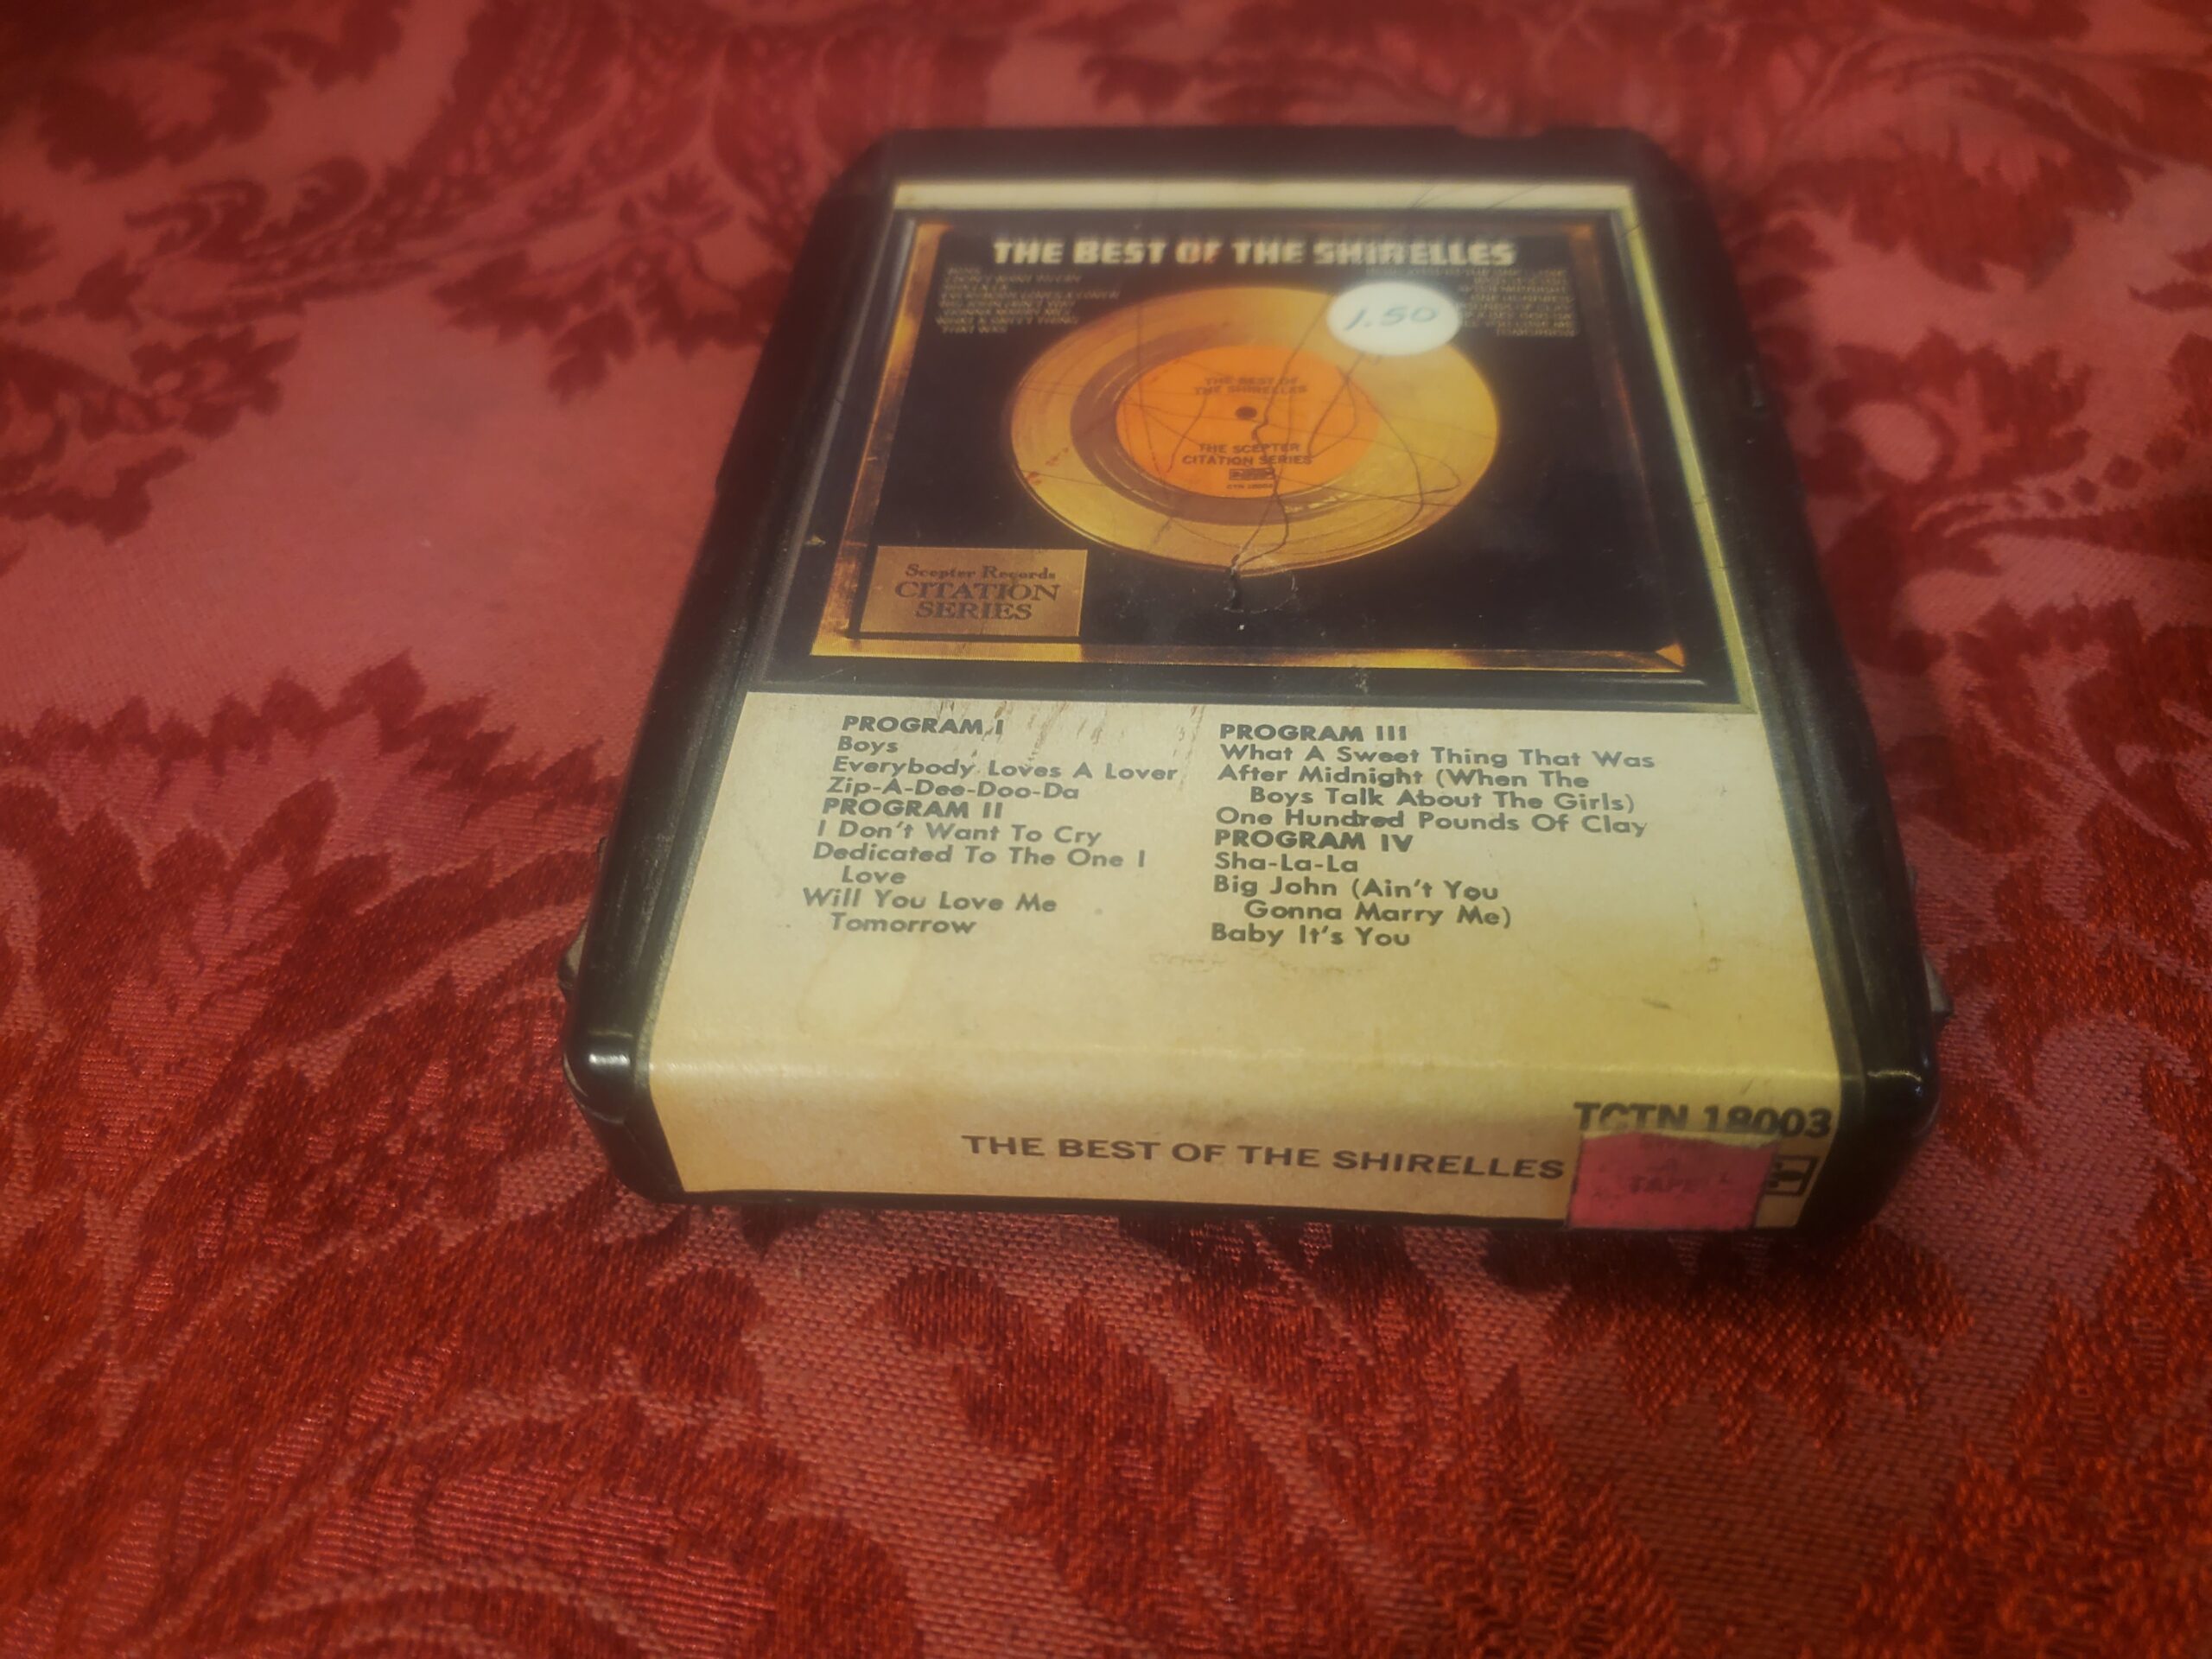 THE BEST OF THE SHIRELLES
1.50
THE BEST OF
THE SHIRELLES
THE SCEPTER
CITATION SERIES
Scepter Records
CITATION
SERIES
PROGRAM I
Boys
Everybody Loves A Lover
Zip-A-Dee-Doo-Da
PROGRAM II
I Don't Want To Cry
Dedicated To The One I
Love
Will You Love Me
Tomorrow
PROGRAM III
What A Sweet Thing That Was
After Midnight (When The
Boys Talk About The Girls)
One Hundred Pounds Of Clay
PROGRAM IV
Sha-La-La
Big John (Ain't You
Gonna Marry Me)
Baby It's You
TCTN 18003
THE BEST OF THE SHIRELLES
TAPE